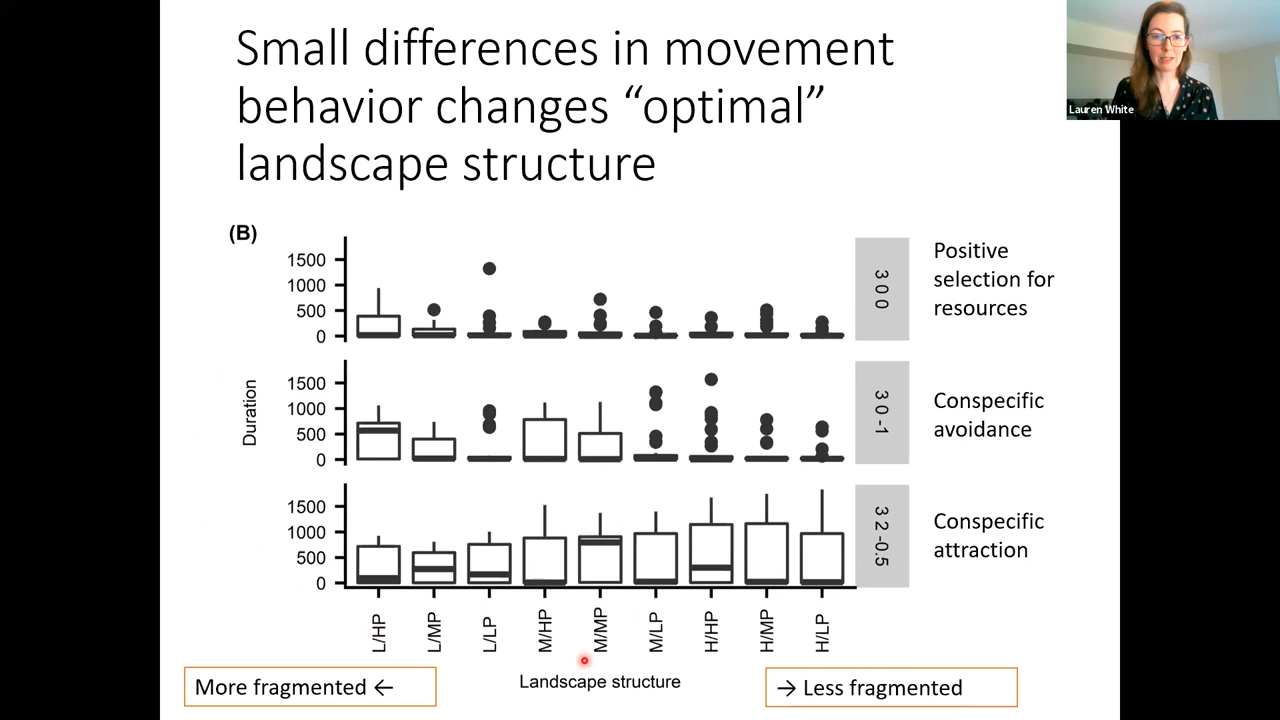 Small differences in movement
behavior changes “optimal”
landscape structure
Lauren White
(B)
Duration
1500
1000
500
0
3 0 0
Positive
selection for
resources
1500
1000
500
0
3 0 -1
Conspecific
avoidance
1500
1000
500
0
3 2 -0.5
Conspecific
attraction
L/HP
L/MP
L/LP
M/HP
M/MP
M/LP
H/HP
H/MP
H/LP
More fragmented ←
Landscape structure
→ Less fragmented